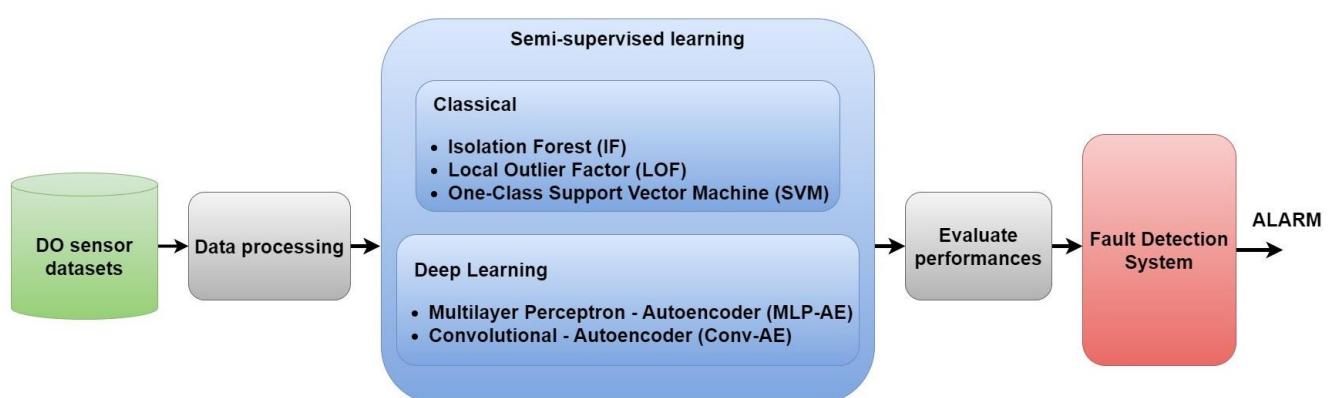 Semi-supervised learning
Classical
• Isolation Forest (IF)
• Local Outlier Factor (LOF)
• One-Class Support Vector Machine (SVM)
Deep Learning
• Multilayer Perceptron - Autoencoder (MLP-AE)
• Convolutional - Autoencoder (Conv-AE)
DO sensor
datasets
Data processing
Evaluate
performances
Fault Detection
System
ALARM